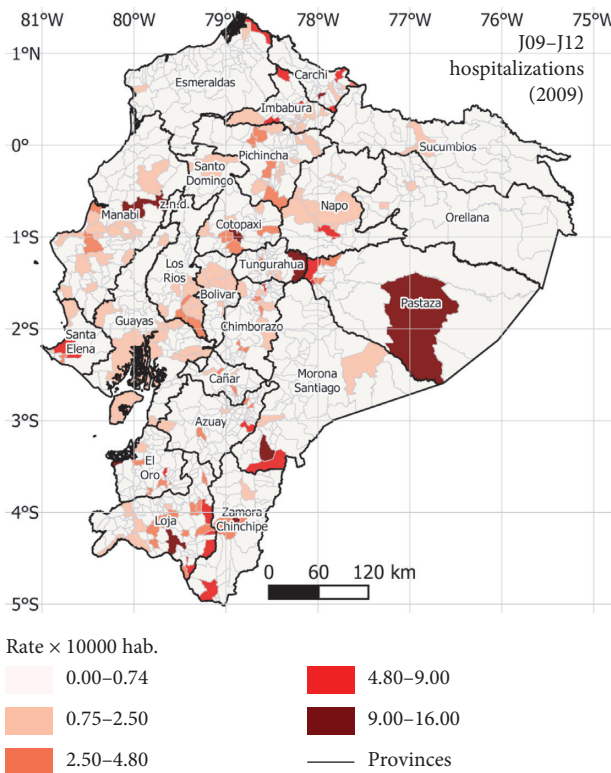 81°W 80°W 79°W 78°W 77°W 76°W 75°W
1°N
J09–J12
hospitalizations
(2009)
Carchi
Esmeraldas
Imbabura
0°
Pichincha
Sucumbios
Santo
Domingo
Manabi
z.n.d.
Napo
Orellana
Cotopaxi
1°S
Los
Rios
Tungurahua
Bolivar
Pastaza
2°S
Santa
Elena
Guayas
Chimborazo
Cañar
Morona
Santiago
3°S
Azuay
El
Oro
4°S
Loja
Zamora
Chinchipe
0 60 120 km
5°S
Rate × 10000 hab.
0.00–0.74
0.75–2.50
2.50–4.80
4.80–9.00
9.00–16.00
Provinces